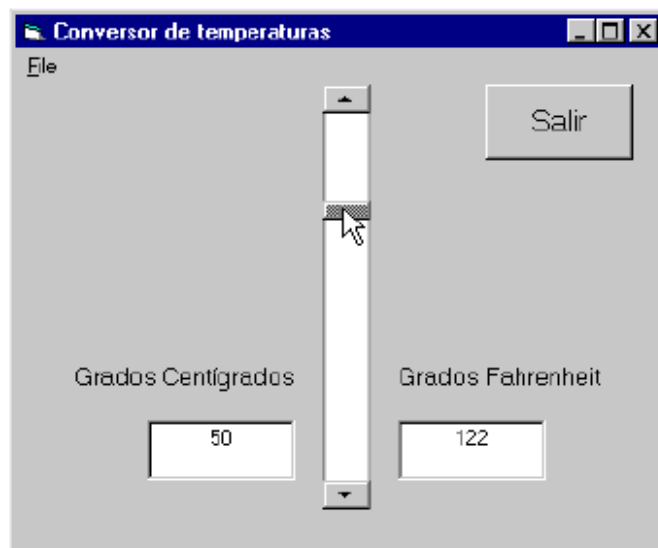 Conversor de temperaturas
File
Salir
Grados Centígrados
Grados Fahrenheit
50
122